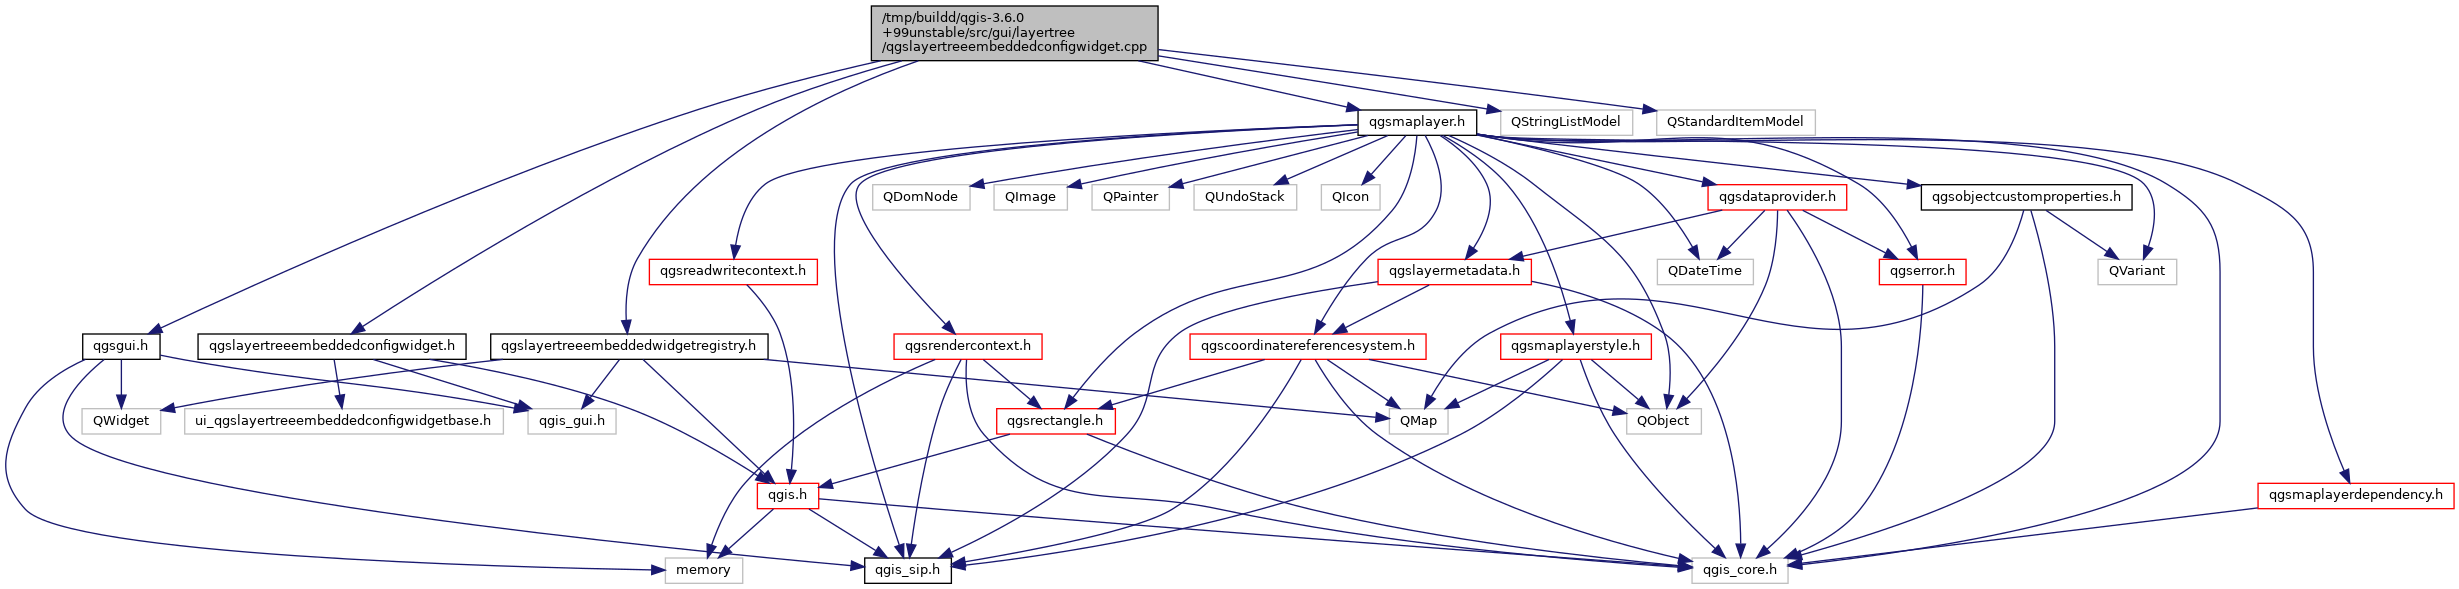 /tmp/buildd/qgis-3.6.0
+99unstable/src/gui/layertree
/qgslayertreeembeddedconfigwidget.cpp
qgsmaplayer.h
QStringListModel
QStandardItemModel
QDomNode
QImage
QPainter
QUndoStack
QIcon
qgsdataprovider.h
qgsobjectcustomproperties.h
qgsreadwritecontext.h
qgslayermetadata.h
QDateTime
qgserror.h
QVariant
qgsgui.h
qgslayertreeembeddedconfigwidget.h
qgslayertreeembeddedwidgetregistry.h
qgsrendercontext.h
qgscoordinatereferencesystem.h
qgsmaplayerstyle.h
QWidget
ui_qgslayertreeembeddedconfigwidgetbase.h
qgis_gui.h
qgsrectangle.h
QMap
QObject
qgis.h
qgsmaplayerdependency.h
memory
qgis_sip.h
qgis_core.h